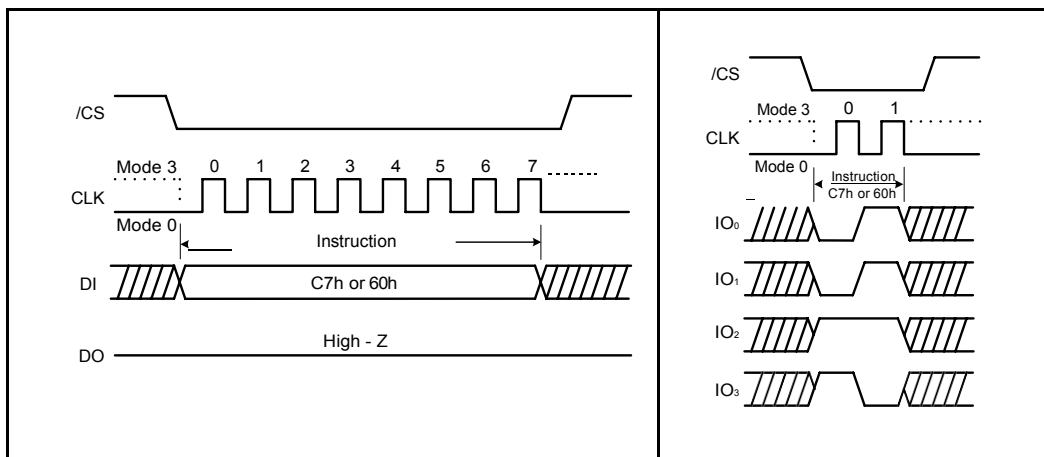 /CS
Mode 3 0 1 2 3 4 5 6 7
CLK
Mode 0
Instruction
DI C7h or 60h
High - Z
DO
/CS
Mode 3 0 1
CLK
Mode 0
Instruction
C7h or 60h
IO0
IO1
IO2
IO3